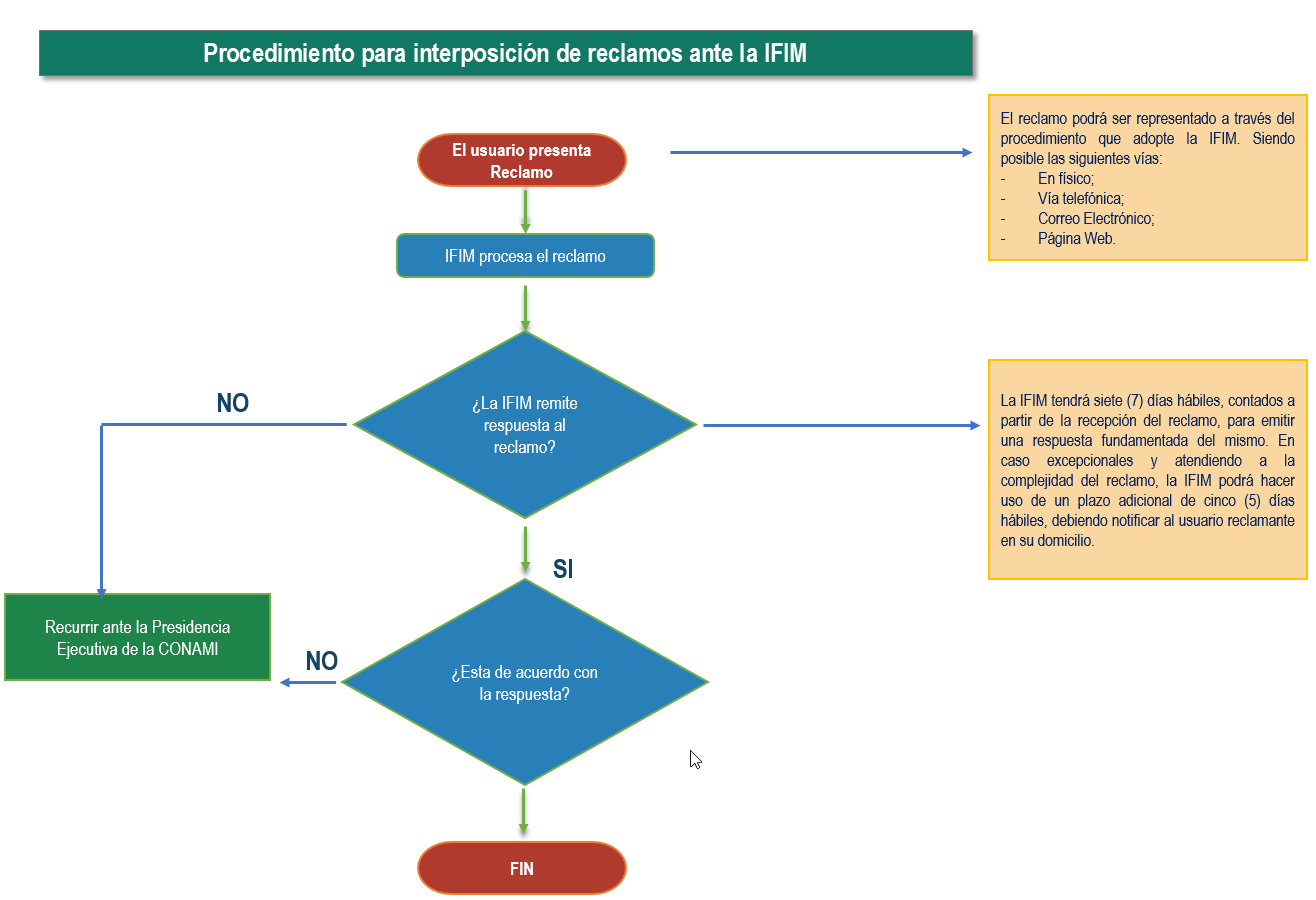 Procedimiento para interposición de reclamos ante la IFIM
El usuario presenta
Reclamo
El reclamo podrá ser representado a través del
procedimiento que adopte la IFIM. Siendo
posible las siguientes vías:
- En físico;
- Vía telefónica;
- Correo Electrónico;
- Página Web.
IFIM procesa el reclamo
¿La IFIM remite
respuesta al
reclamo?
NO
La IFIM tendrá siete (7) días hábiles, contados a
partir de la recepción del reclamo, para emitir
una respuesta fundamentada del mismo. En
caso excepcionales y atendiendo a la
complejidad del reclamo, la IFIM podrá hacer
uso de un plazo adicional de cinco (5) días
hábiles, debiendo notificar al usuario reclamante
en su domicilio.
SI
Recurrir ante la Presidencia
Ejecutiva de la CONAMI
NO
¿Esta de acuerdo con
la respuesta?
FIN